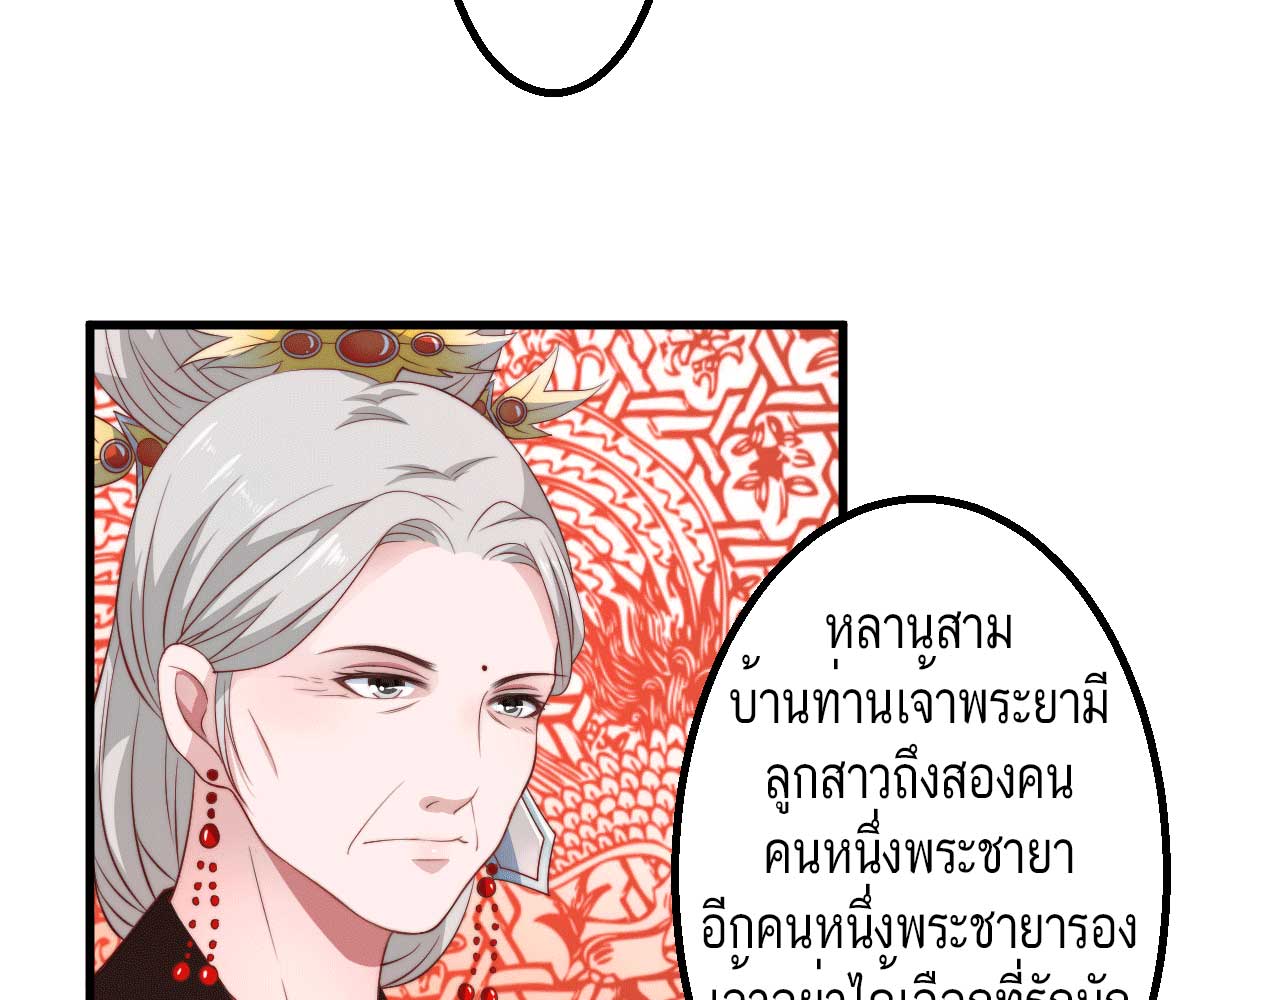 หลานสาม
บ้านท่านเจ้าพระยามี
ลูกสาวถึงสองคน
คนหนึ่งพระชายา
อีกคนหนึ่งพระชายารอง